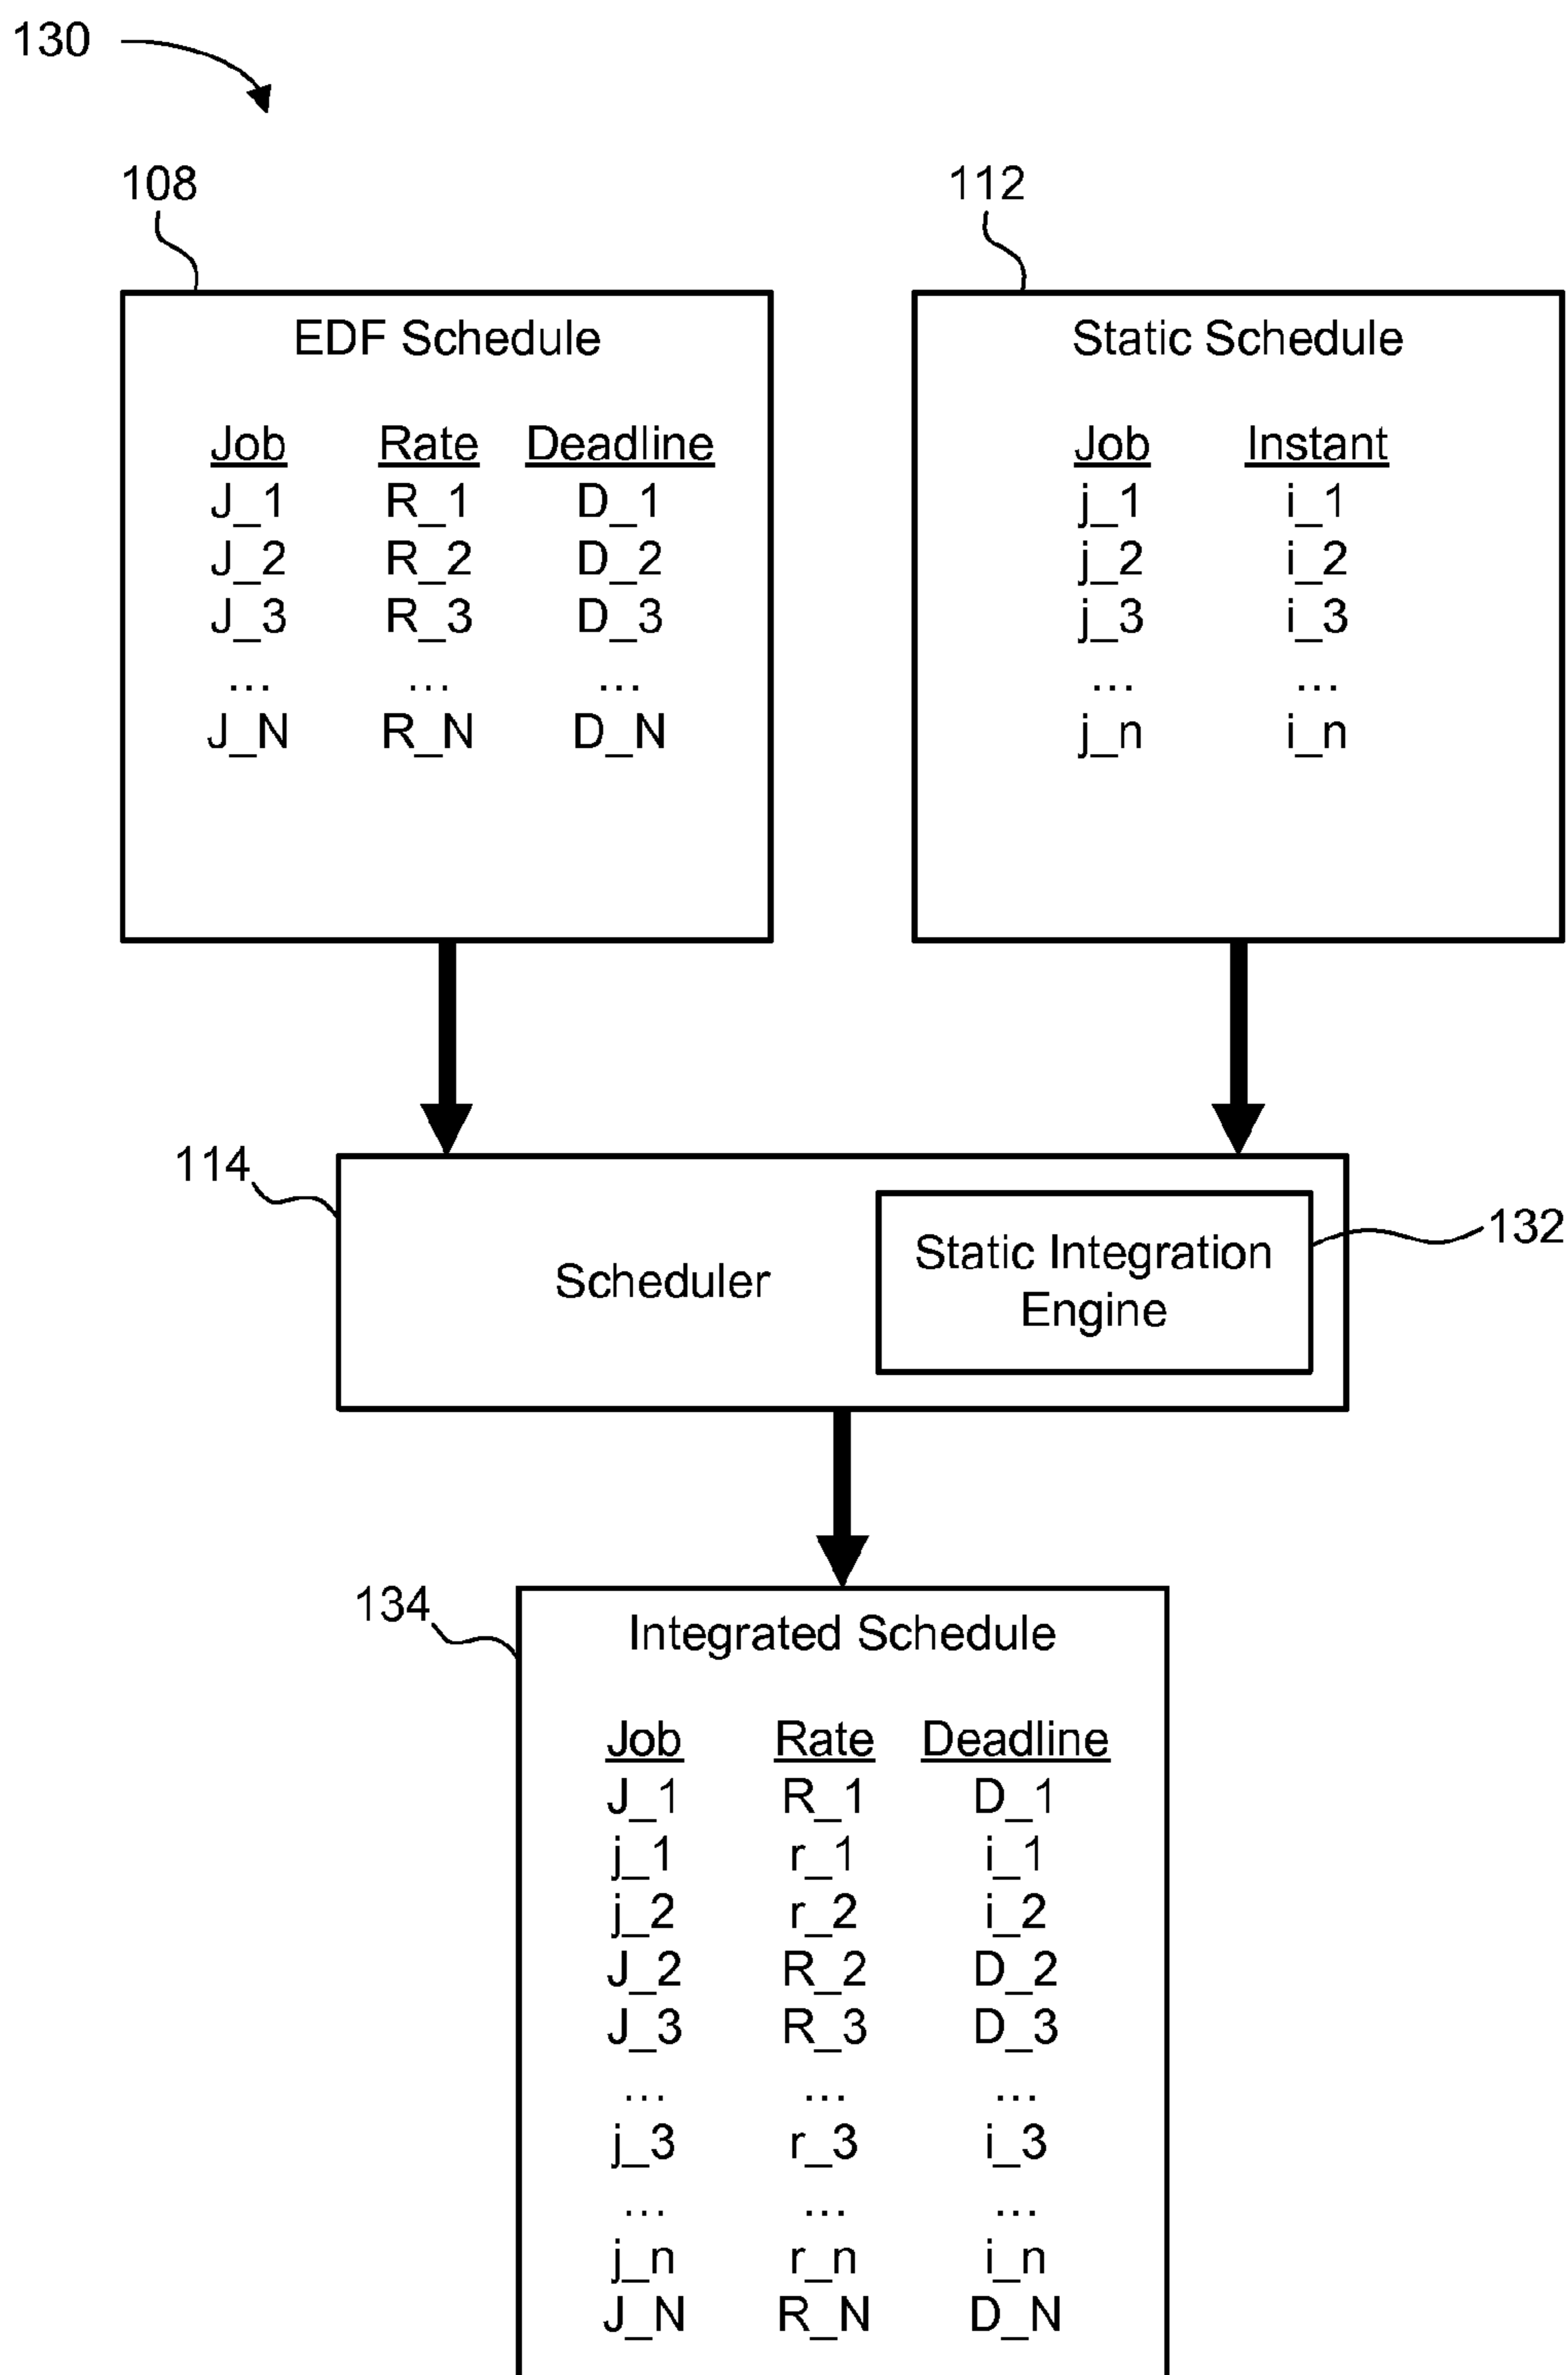 130
108
112
EDF Schedule
Job Rate Deadline
J_1 R_1 D_1
J_2 R_2 D_2
J_3 R_3 D_3
... ... ...
J_N R_N D_N
Static Schedule
Job Instant
j_1 i_1
j_2 i_2
j_3 i_3
... ...
j_n i_n
114
Scheduler
Static Integration
Engine
132
134
Integrated Schedule
Job Rate Deadline
J_1 R_1 D_1
j_1 r_1 i_1
j_2 r_2 i_2
J_2 R_2 D_2
J_3 R_3 D_3
... ... ...
j_3 r_3 i_3
... ... ...
j_n r_n i_n
J_N R_N D_N